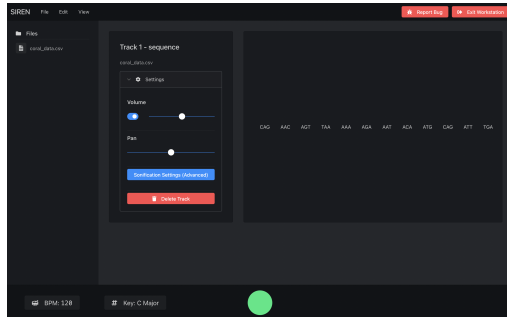 SIREN File Edit View Report Bug Exit Workstation
Files
coral_data.csv
Track 1 - sequence
coral_data.csv
Settings
Volume
CAG AAC AGT TAA AAA AGA AAT ACA ATG CAG ATT TGA
Pan
Sonification Settings (Advanced)
Delete Track
BPM: 120 Key: C Major